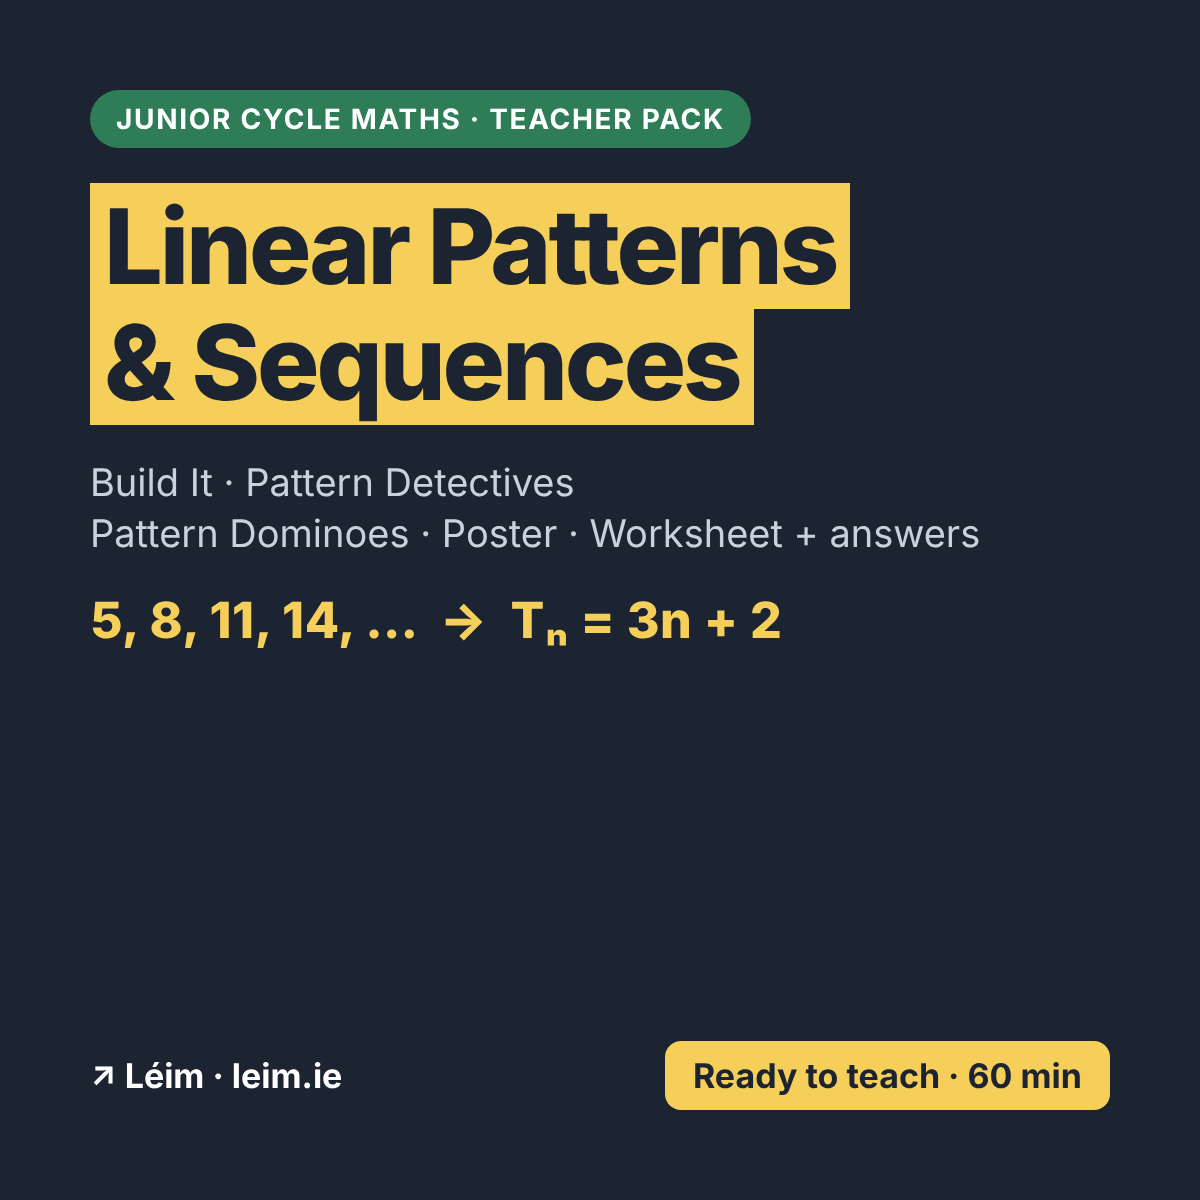 JUNIOR CYCLE MATHS · TEACHER PACK
Linear Patterns
& Sequences
Build It · Pattern Detectives
Pattern Dominoes · Poster · Worksheet + answers
5, 8, 11, 14, … → Tₙ = 3n + 2
↗ Léim · leim.ie
Ready to teach · 60 min